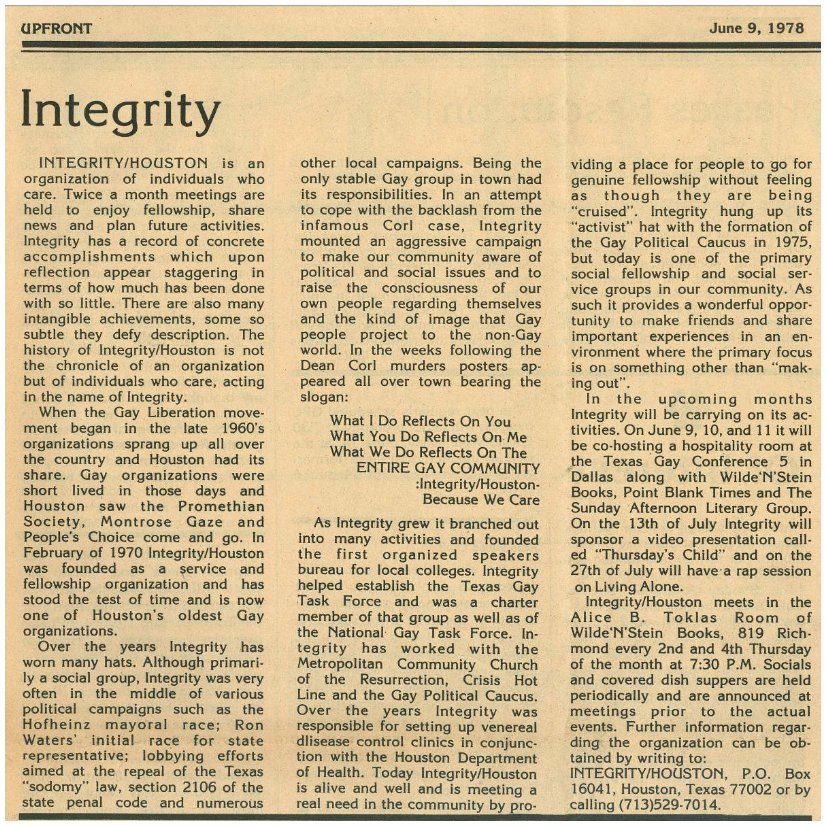 UPFRONT
June 9, 1978
Integrity
INTEGRITY/HOUSTON is an
organization of individuals who
care. Twice a month meetings are
held to enjoy fellowship, share
news and plan future activities.
Integrity has a record of concrete
accomplishments which upon
reflection appear staggering in
terms of how much has been done
with so little. There are also many
intangible achievements, some so
subtle they defy description. The
history of Integrity/Houston is not
the chronicle of an organization
but of individuals who care, acting
in the name of Integrity.
When the Gay Liberation move-
ment began in the late 1960's
organizations sprang up all over
the country and Houston had its
share. Gay organizations were
short lived in those days and
Houston saw the Promethian
Society, Montrose Gaze and
People's Choice come and go. In
February of 1970 Integrity/Houston
was founded as a service and
fellowship organization and has
stood the test of time and is now
one of Houston's oldest Gay
organizations.
Over the years Integrity has
worn many hats. Although primari-
ly a social group, Integrity was very
often in the middle of various
political campaigns such as the
Hofheinz mayoral race; Ron
Waters' initial race for state
representative; lobbying efforts
aimed at the repeal of the Texas
"sodomy" law, section 2106 of the
state penal code and numerous
other local campaigns. Being the
only stable Gay group in town had
its responsibilities. In an attempt
to cope with the backlash from the
infamous Corl case, Integrity
mounted an aggressive campaign
to make our community aware of
political and social issues and to
raise the consciousness of our
own people regarding themselves
and the kind of image that Gay
people project to the non-Gay
world. In the weeks following the
Dean Corl murders posters ap-
peared all over town bearing the
slogan:
What I Do Reflects On You
What You Do Reflects On Me
What We Do Reflects On The
ENTIRE GAY COMMUNITY
:Integrity/Houston-
Because We Care
As Integrity grew it branched out
into many activities and founded
the first organized speakers
bureau for local colleges. Integrity
helped establish the Texas Gay
Task Force and was a charter
member of that group as well as of
the National Gay Task Force. In-
tegrity has worked with the
Metropolitan Community Church
of the Resurrection, Crisis Hot
Line and the Gay Political Caucus.
Over the years Integrity was
responsible for setting up venereal
dlisease control clinics in conjunc-
tion with the Houston Department
of Health. Today Integrity/Houston
is alive and well and is meeting a
real need in the community by pro-
viding a place for people to go for
genuine fellowship without feeling
as though they are being
"cruised". Integrity hung up its
"activist" hat with the formation of
the Gay Political Caucus in 1975,
but today is one of the primary
social fellowship and social ser-
vice groups in our community. As
such it provides a wonderful oppor-
tunity to make friends and share
important experiences in an en-
vironment where the primary focus
is on something other than "mak-
ing out".
In the upcoming months
Integrity will be carrying on its ac-
tivities. On June 9, 10, and 11 it will
be co-hosting a hospitality room at
the Texas Gay Conference 5 in
Dallas along with Wilde'N'Stein
Books, Point Blank Times and The
Sunday Afternoon Literary Group.
On the 13th of July Integrity will
sponsor a video presentation call-
ed "Thursday's Child" and on the
27th of July will have a rap session
on Living Alone.
Integrity/Houston meets in the
Alice B. Toklas Room of
Wilde'N'Stein Books, 819 Rich-
mond every 2nd and 4th Thursday
of the month at 7:30 P.M. Socials
and covered dish suppers are held
periodically and are announced at
meetings prior to the actual
events. Further information regar-
ding the organization can be ob-
tained by writing to:
INTEGRITY/HOUSTON, P.O. Box
16041, Houston, Texas 77002 or by
calling (713)529-7014.